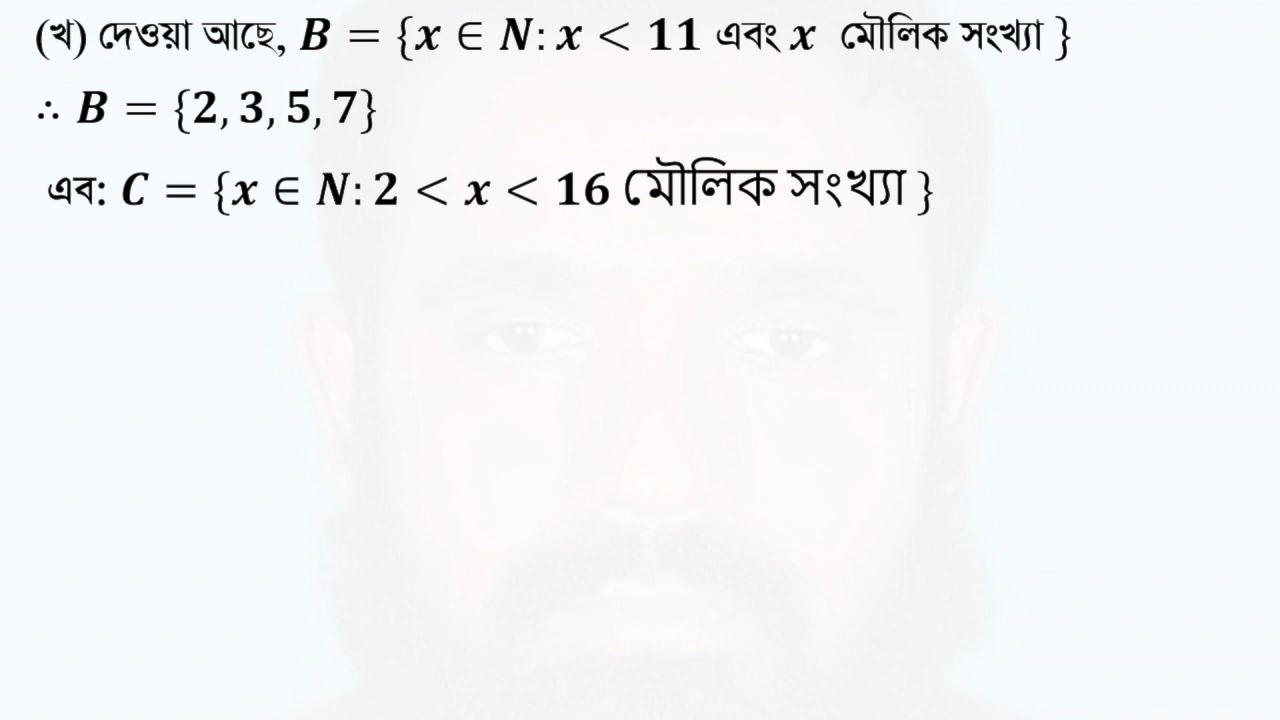 (খ) দেওয়া আছে, B = {x ∈ N: x < 11 এবং x মৌলিক সংখ্যা }
∴ B = {2, 3, 5, 7}
এব: C = {x ∈ N: 2 < x < 16 মৌলিক সংখ্যা }